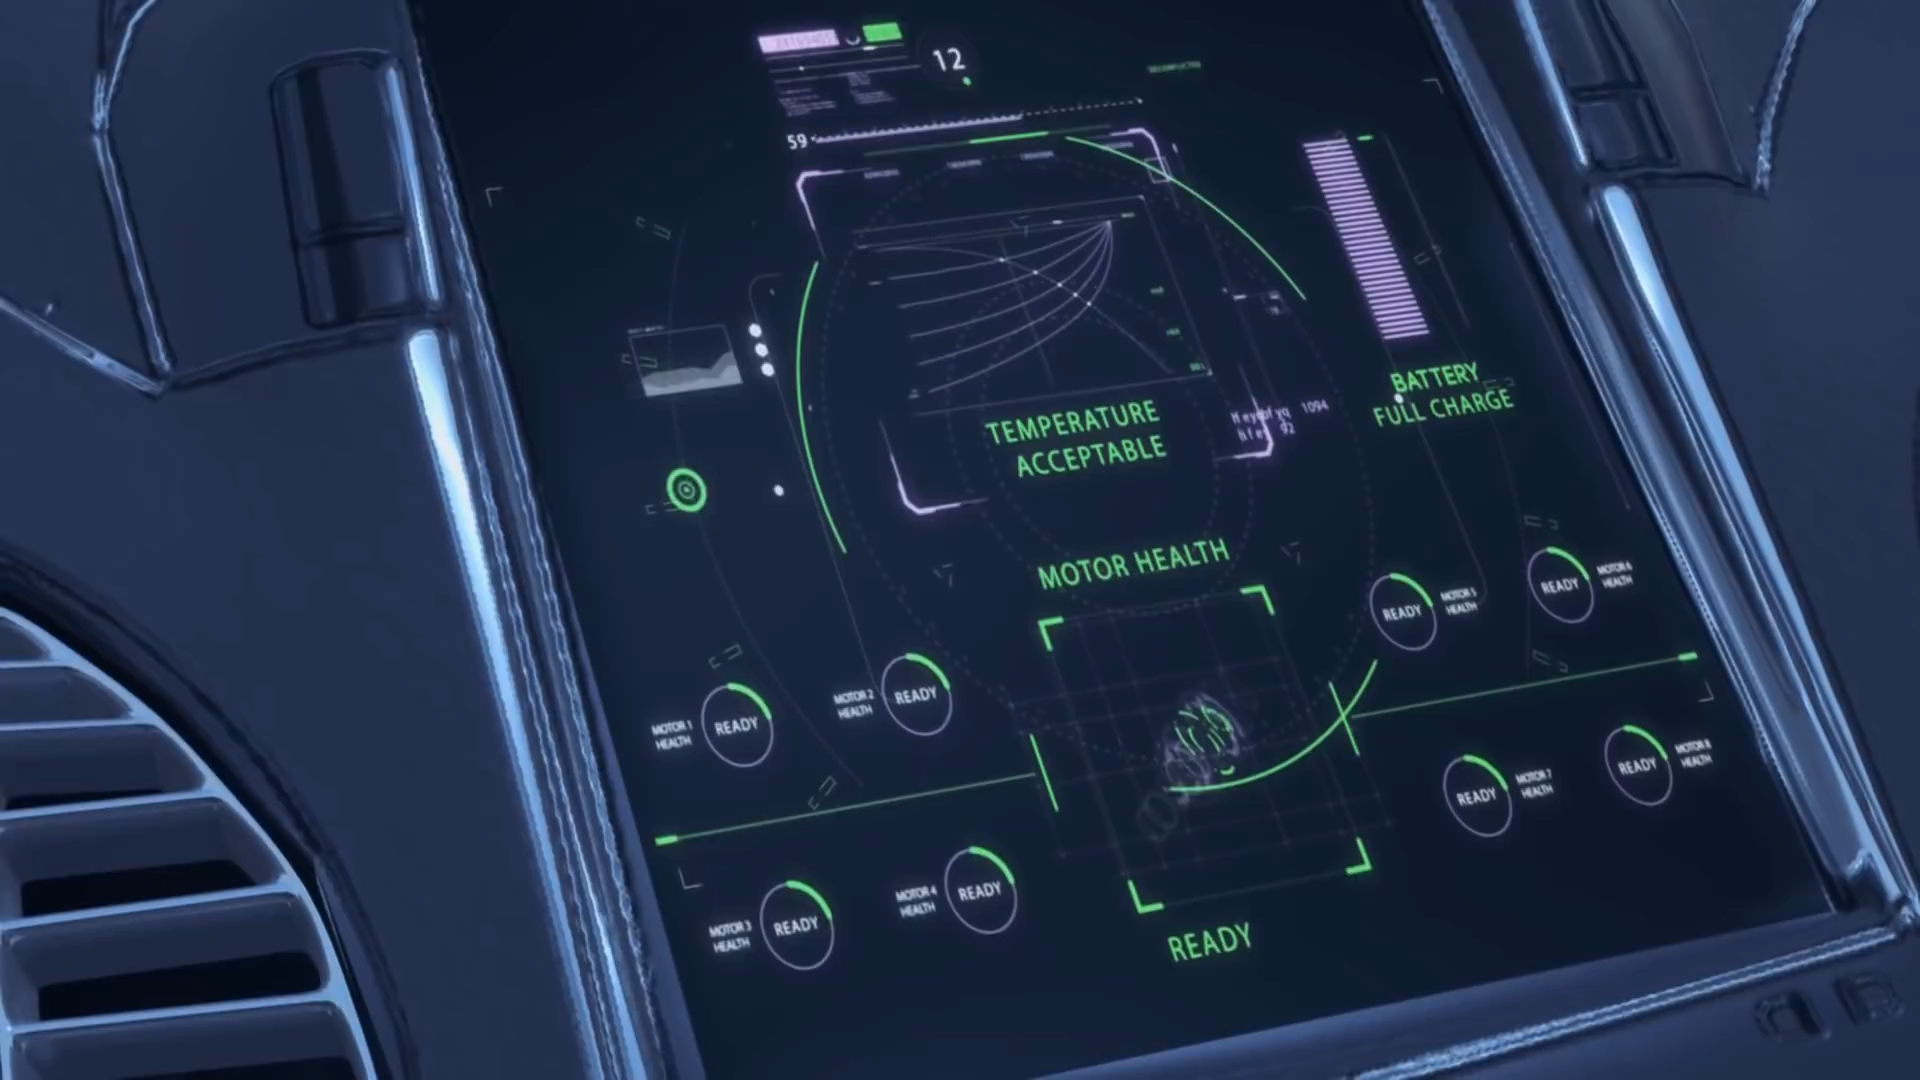 12
59
TEMPERATURE
ACCEPTABLE
1094
92
BATTERY
FULL CHARGE
MOTOR HEALTH
MOTOR 1
HEALTH
READY
MOTOR 2
HEALTH
READY
READY
MOTOR 5
HEALTH
READY
MOTOR 6
HEALTH
MOTOR 3
HEALTH
READY
MOTOR 4
HEALTH
READY
READY
MOTOR 7
HEALTH
READY
MOTOR 8
HEALTH
READY